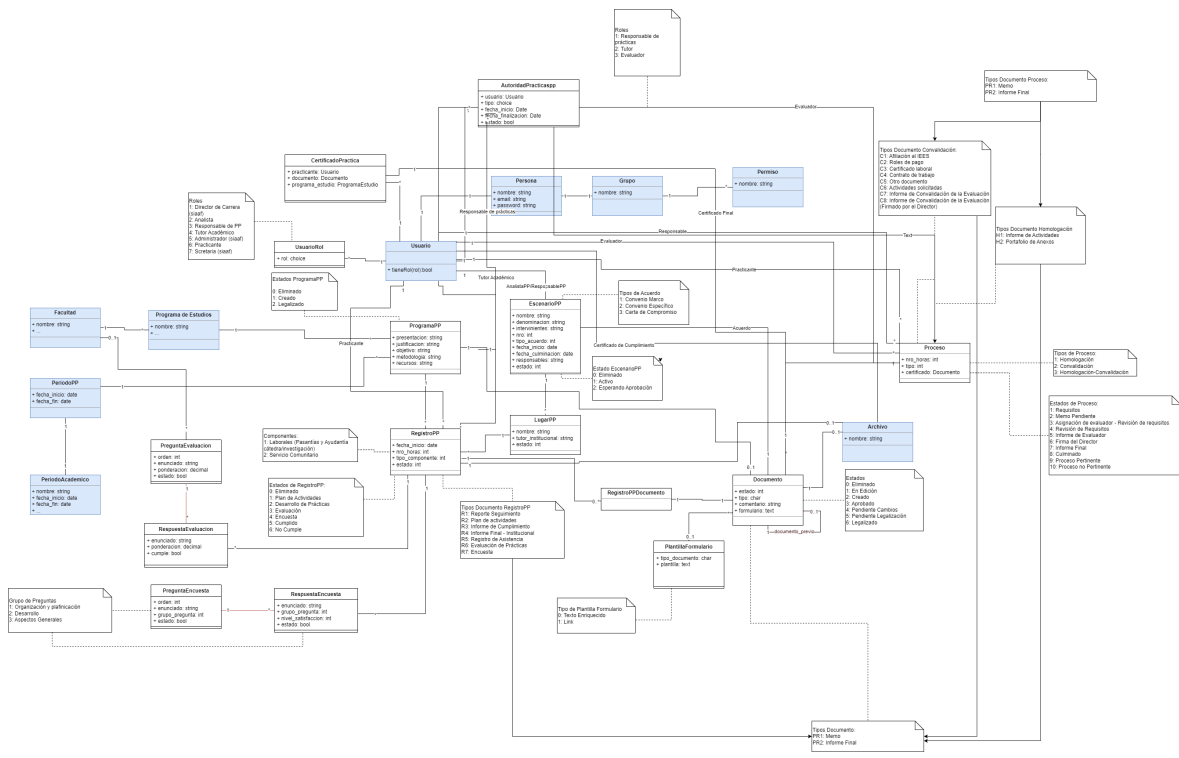 Roles
1: Responsable de
prácticas
2: Tutor
3: Evaluador
AutoridadPracticaspp
+ usuario: Usuario
+ tipo: choice
+ fecha_inicio: Date
+ fecha_finalizacion: Date
+ estado: bool
Evaluador
Tipos Documento Proceso:
PR1: Memo
PR2: Informe Final
CertificadoPractica
+ practicante: Usuario
+ documento: Documento
+ programa_estudio: ProgramaEstudio
Tipos Documento Convalidación:
C1: Afiliación al IEES
C2: Roles de pago
C3: Certificado laboral
C4: Contrato de trabajo
C5: Otro documento
C6: Actividades solicitadas
C7: Informe de Convalidación de la Evaluación
C8: Informe de Convalidación de la Evaluación
(Firmado por el Director)
Persona
+ nombre: string
+ email: string
+ password: string
Grupo
+ nombre: string
Permiso
+ nombre: string
Responsable de prácticas
Certificado Final
Roles
1: Director de Carrera
(siaaf)
2: Analista
3: Responsable de PP
4: Tutor Académico
5: Administrador (siaaf)
6: Practicante
7: Scretaria (siaaf)
Tipos Documento Homologación
H1: Informe de Actividades
H2: Portafolio de Anexos
UsuarioRol
+ rol: choice
Usuario
+ tieneRol(rol):bool
Responsable
Text
Evaluador
Practicante
Tutor Académico
AnalistaPP/ResponsablePP
Estados ProgramaPP
0: Eliminado
1: Creado
2: Legalizado
Tipos de Acuerdo
1: Convenio Marco
2: Convenio Específico
3: Carta de Compromiso
EscenarioPP
+ nombre: string
+ denominacion: string
+ intervinientes: string
+ nro: int
+ tipo_acuerdo: int
+ fecha_inicio: date
+ fecha_culminacion: date
+ responsables: string
+ estado: int
Facultad
+ nombre: string
+ ...
Programa de Estudios
+ nombre: string
+ ...
ProgramaPP
+ presentacion: string
+ justificacion: string
+ objetivo: string
+ metodologia: string
+ recursos: string
Practicante
Acuerdo
Certificado de Cumplimiento
Proceso
+ nro_horas: int
+ tipo: int
+ certificado: Documento
Tipos de Proceso:
1: Homologación
2: Convalidación
3: Homologación-Convalidación
Estado EscenarioPP
0: Eliminado
1: Activo
2: Esperando Aprobación
PeriodoPP
+ fecha_inicio: date
+ fecha_fin: date
Estados de Proceso:
1: Requisitos
2: Memo Pendiente
3: Asignación de evaluador - Revisión de requisitos
4: Revisión de Requisitos
5: Informe de Evaluador
6: Firma del Director
7: Informe Final
8: Culminado
9: Proceso Pertinente
10: Proceso no Pertinente
LugarPP
+ nombre: string
+ tutor_institucional: string
+ estado: int
Archivo
+ nombre: string
RegistroPP
+ fecha_inicio: date
+ nro_horas: int
+ tipo_componente: int
+ estado: int
Componentes:
1: Laborales (Pasantías y Ayudantía
cátedra/investigación)
2: Servicio Comunitario
PreguntaEvaluacion
+ orden: int
+ enunciado: string
+ ponderacion: decimal
+ estado: bool
PeriodoAcademico
+ nombre: string
+ fecha_inicio: date
+ fecha_fin: date
+ ...
Estados de RegistroPP
0: Eliminado
1: Plan de Actividades
2: Desarrollo de Prácticas
3: Evaluación
4: Encuesta
5: Cumplido
6: No Cumple
RegistroPPDocumento
Documento
+ estado: int
+ tipo: char
+ comentario: string
+ formulario: text
Estados
0: Eliminado
1: En Edición
2: Creado
3: Aprobado
4: Pendiente Cambios
5: Pendiente Legalización
6: Legalizado
documento_previo
Tipos Documento RegistroPP
R1: Reporte Seguimiento
R2: Plan de actividades
R3: Informe de Cumplimiento
R4: Informe Final - Institucional
R5: Registro de Asistencia
R6: Evaluación de Prácticas
R7: Encuesta
RespuestaEvaluacion
+ enunciado: string
+ ponderacion: decimal
+ cumple: bool
PlantillaFormulario
+ tipo_documento: char
+ plantilla: text
Grupo de Preguntas
1: Organización y plafinicación
2: Desarrollo
3: Aspectos Generales
PreguntaEncuesta
+ orden: int
+ enunciado: string
+ grupo_pregunta: int
+ estado: bool
RespuestaEncuesta
+ enunciado: string
+ grupo_pregunta: int
+ nivel_satisfaccion: int
+ estado: bool
Tipo de Plantilla Formulario
0: Texto Enriquecido
1: Link
Tipos Documento:
PR1: Memo
PR2: Informe Final